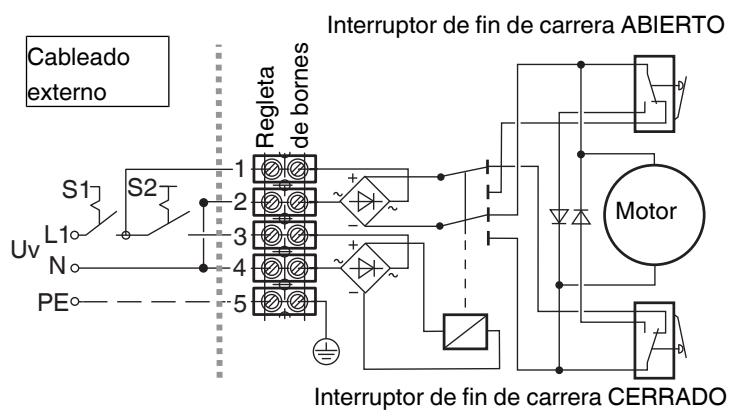 Interruptor de fin de carrera ABIERTO
Cableado
externo
Regleta
de bornes
S1
S2
L1
Uv
N
PE
1
2
3
4
5
+
~
~
−
+
~
~
−
Motor
Interruptor de fin de carrera CERRADO